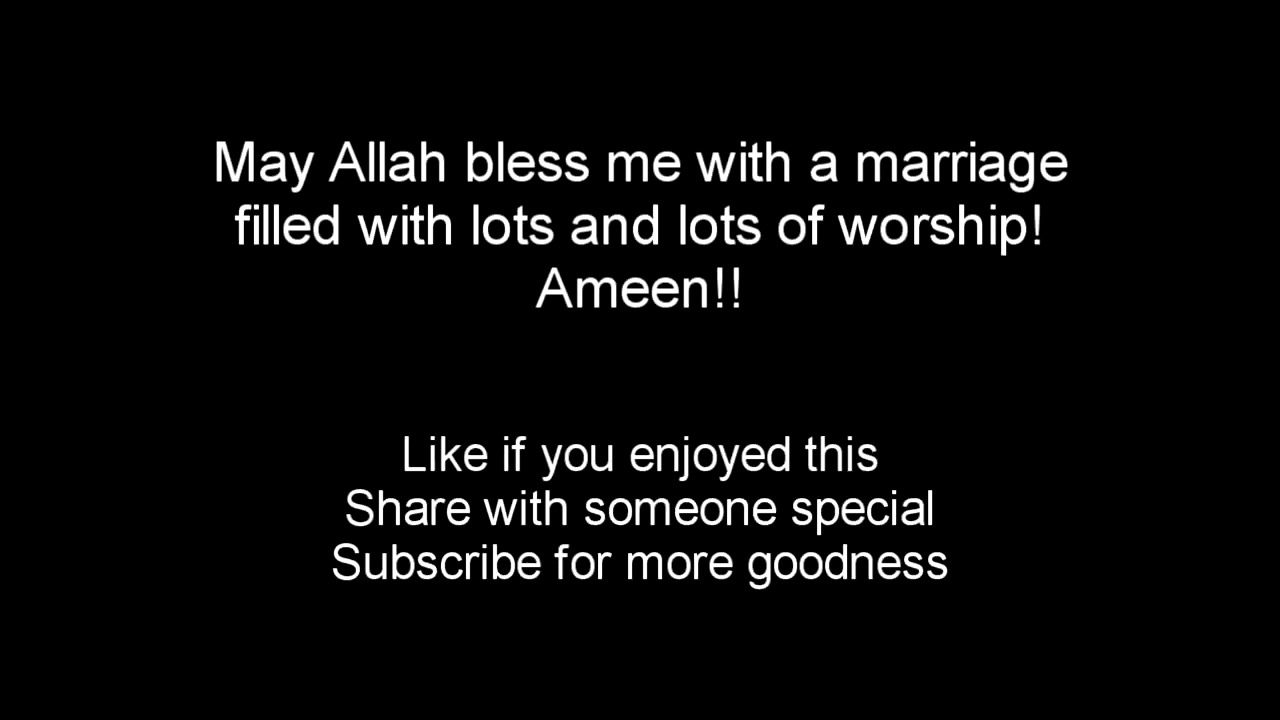 May Allah bless me with a marriage
filled with lots and lots of worship!
Ameen!!
Like if you enjoyed this
Share with someone special
Subscribe for more goodness